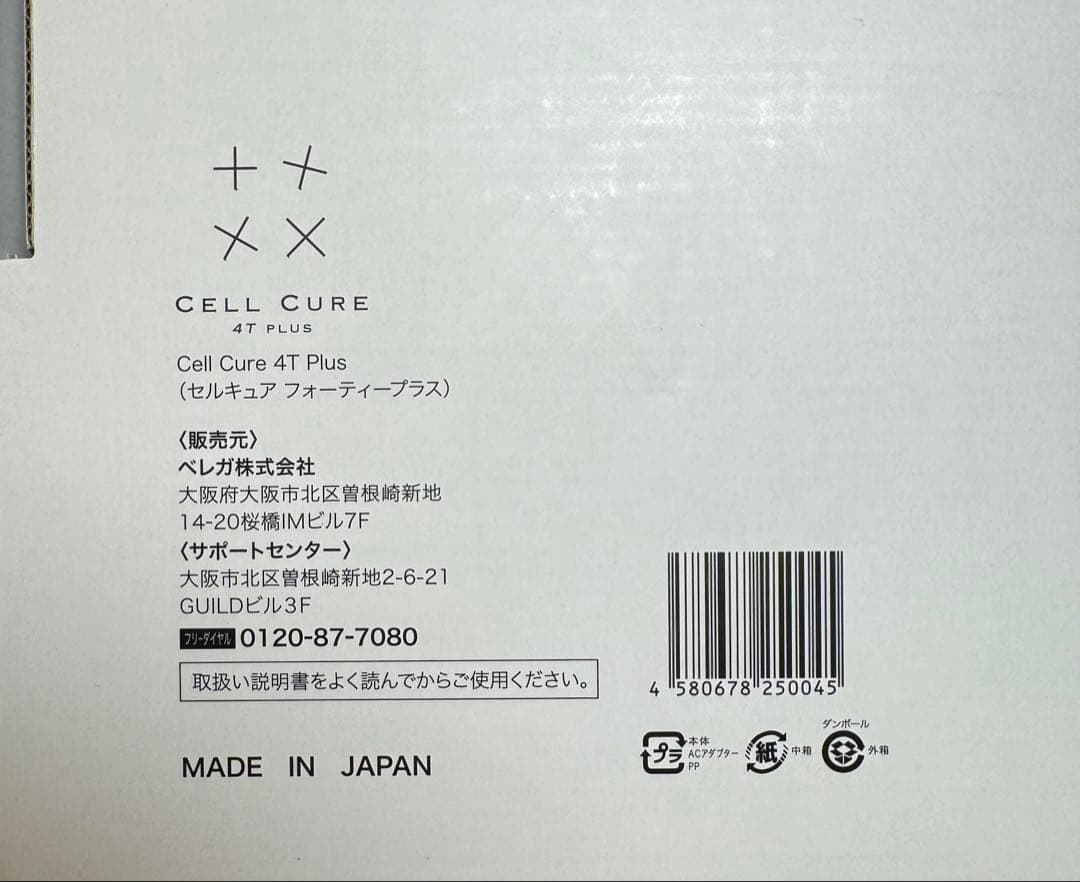 CELL CURE
4T PLUS
Cell Cure 4T Plus
（セルキュア フォーティープラス）
〈販売元〉
ベレガ株式会社
大阪府大阪市北区曽根崎新地
14-20桜橋IMビル7F
〈サポートセンター〉
大阪市北区曽根崎新地2-6-21
GUILDビル3F
フリーダイヤル 0120-87-7080
取扱い説明書をよく読んでからご使用ください。
MADE IN JAPAN
4 580678 250045
プラ 本体 ACアダプター PP
紙 中箱
ダンボール 外箱